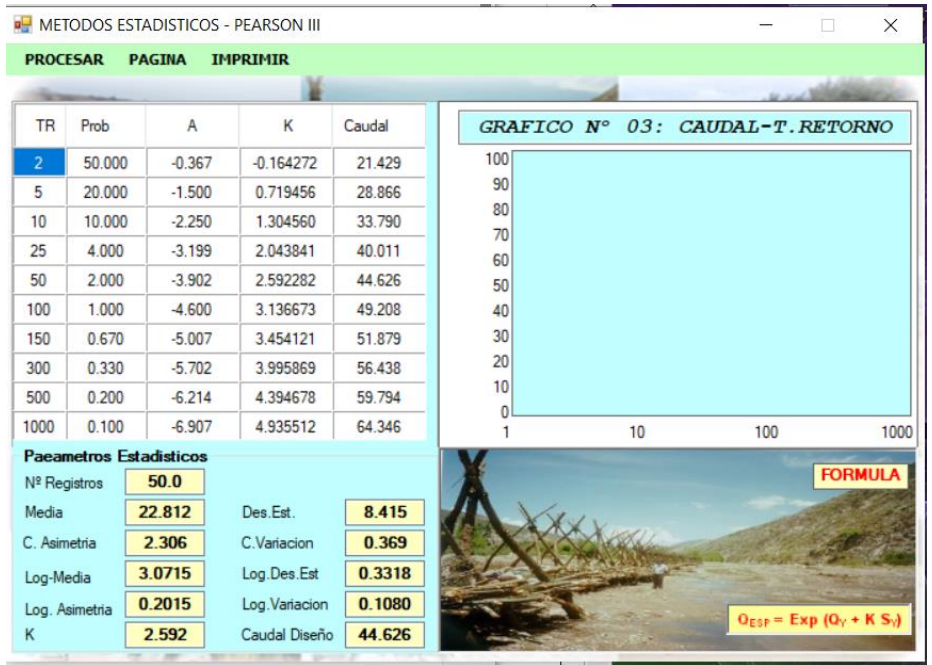 METODOS ESTADISTICOS - PEARSON III
PROCESAR PAGINA IMPRIMIR
TR Prob A K Caudal
2 50.000 -0.367 -0.164272 21.429
5 20.000 -1.500 0.719456 28.866
10 10.000 -2.250 1.304560 33.790
25 4.000 -3.199 2.043841 40.011
50 2.000 -3.902 2.592282 44.626
100 1.000 -4.600 3.136673 49.208
150 0.670 -5.007 3.454121 51.879
300 0.330 -5.702 3.995869 56.438
500 0.200 -6.214 4.394678 59.794
1000 0.100 -6.907 4.935512 64.346
GRAFICO Nº 03: CAUDAL-T.RETORNO
100
90
80
70
60
50
40
30
20
10
0
1 10 100 1000
Paeametros Estadisticos
Nº Registros 50.0
Media 22.812 Des.Est. 8.415
C. Asimetria 2.306 C.Variacion 0.369
Log-Media 3.0715 Log.Des.Est 0.3318
Log. Asimetria 0.2015 Log.Variacion 0.1080
K 2.592 Caudal Diseño 44.626
FORMULA
QESP = Exp (QY + K SY)